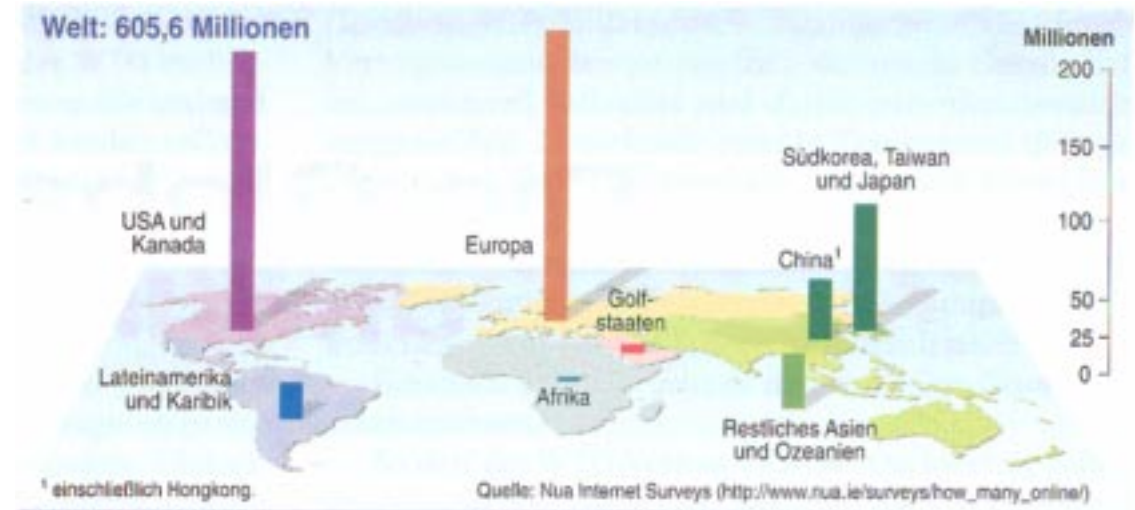 Welt: 605,6 Millionen
Millionen
200
150
100
50
25
0
USA und
Kanada
Europa
Südkorea, Taiwan
und Japan
China¹
Golf-
staaten
Lateinamerika
und Karibik
Afrika
Restliches Asien
und Ozeanien
¹ einschließlich Hongkong.
Quelle: Nua Internet Surveys (http://www.nua.ie/surveys/how_many_online/)